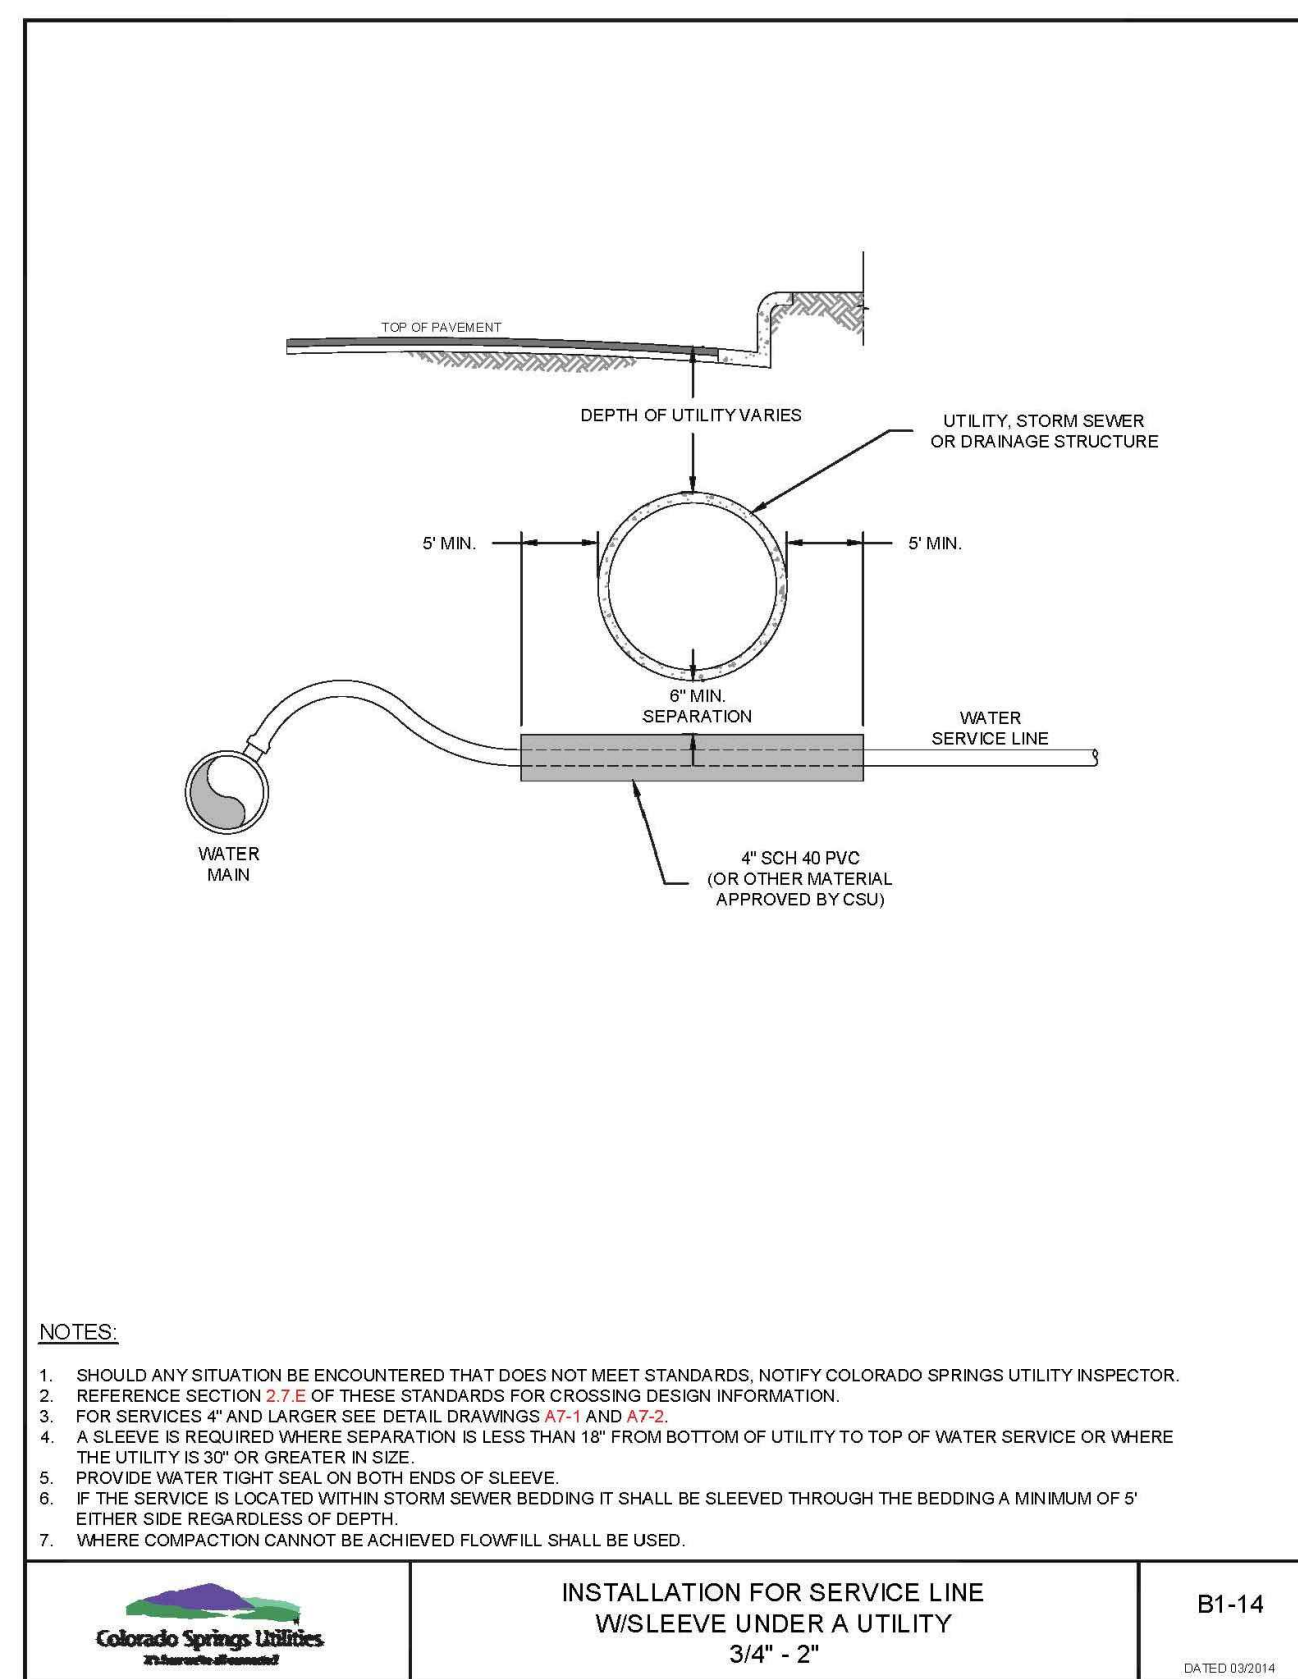 TOP OF PAVEMENT
DEPTH OF UTILITY VARIES
UTILITY, STORM SEWER
OR DRAINAGE STRUCTURE
5' MIN.
5' MIN.
6" MIN.
SEPARATION
WATER
SERVICE LINE
WATER
MAIN
4" SCH 40 PVC
(OR OTHER MATERIAL
APPROVED BY CSU)
NOTES:
1. SHOULD ANY SITUATION BE ENCOUNTERED THAT DOES NOT MEET STANDARDS, NOTIFY COLORADO SPRINGS UTILITY INSPECTOR.
2. REFERENCE SECTION 2.7.E OF THESE STANDARDS FOR CROSSING DESIGN INFORMATION.
3. FOR SERVICES 4" AND LARGER SEE DETAIL DRAWINGS A7-1 AND A7-2.
4. A SLEEVE IS REQUIRED WHERE SEPARATION IS LESS THAN 18" FROM BOTTOM OF UTILITY TO TOP OF WATER SERVICE OR WHERE
THE UTILITY IS 30" OR GREATER IN SIZE.
5. PROVIDE WATER TIGHT SEAL ON BOTH ENDS OF SLEEVE.
6. IF THE SERVICE IS LOCATED WITHIN STORM SEWER BEDDING IT SHALL BE SLEEVED THROUGH THE BEDDING A MINIMUM OF 5'
EITHER SIDE REGARDLESS OF DEPTH.
7. WHERE COMPACTION CANNOT BE ACHIEVED FLOWFILL SHALL BE USED.
Colorado Springs Utilities
It's how we're all connected
INSTALLATION FOR SERVICE LINE
W/SLEEVE UNDER A UTILITY
3/4" - 2"
B1-14
DATED 03/2014